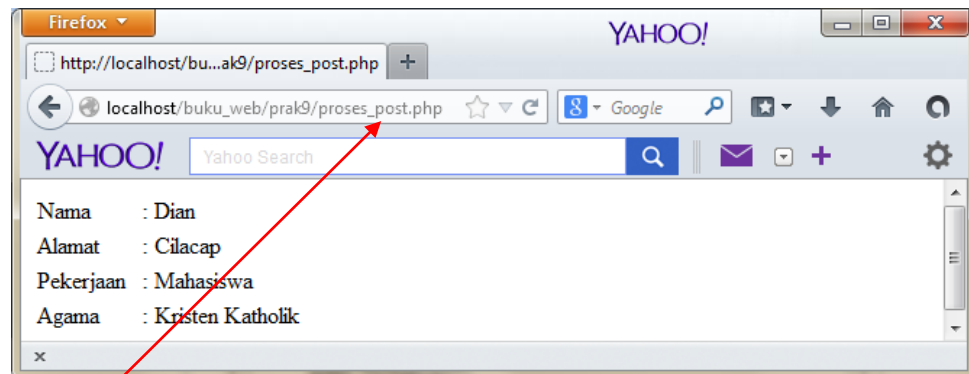 Firefox
YAHOO!
http://localhost/bu...ak9/proses_post.php
localhost/buku_web/prak9/proses_post.php
Google
YAHOO!
Yahoo Search
Nama : Dian
Alamat : Cilacap
Pekerjaan : Mahasiswa
Agama : Kristen Katholik